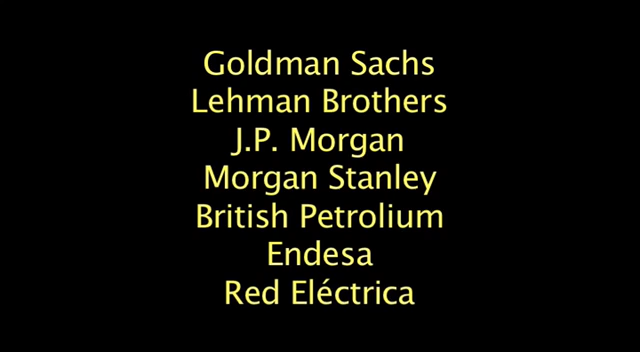 Goldman Sachs
Lehman Brothers
J.P. Morgan
Morgan Stanley
British Petrolium
Endesa
Red Eléctrica